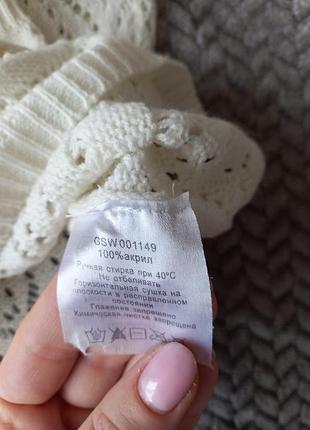 GSW001149
100%акрил
Ручная стирка при 40°C
Не отбеливать
Горизонтальная сушка на
плоскости в расправленном
состоянии
Глажение запрещено
Химическая чистка запрещена